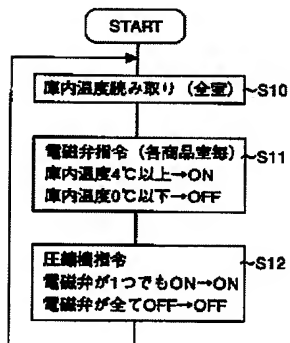 START
庫内温度読み取り（全室） ~S10
電磁弁指令（各商品室毎） ~S11
庫内温度4℃以上→ON
庫内温度0℃以下→OFF
圧縮機指令 ~S12
電磁弁が1つでもON→ON
電磁弁が全てOFF→OFF